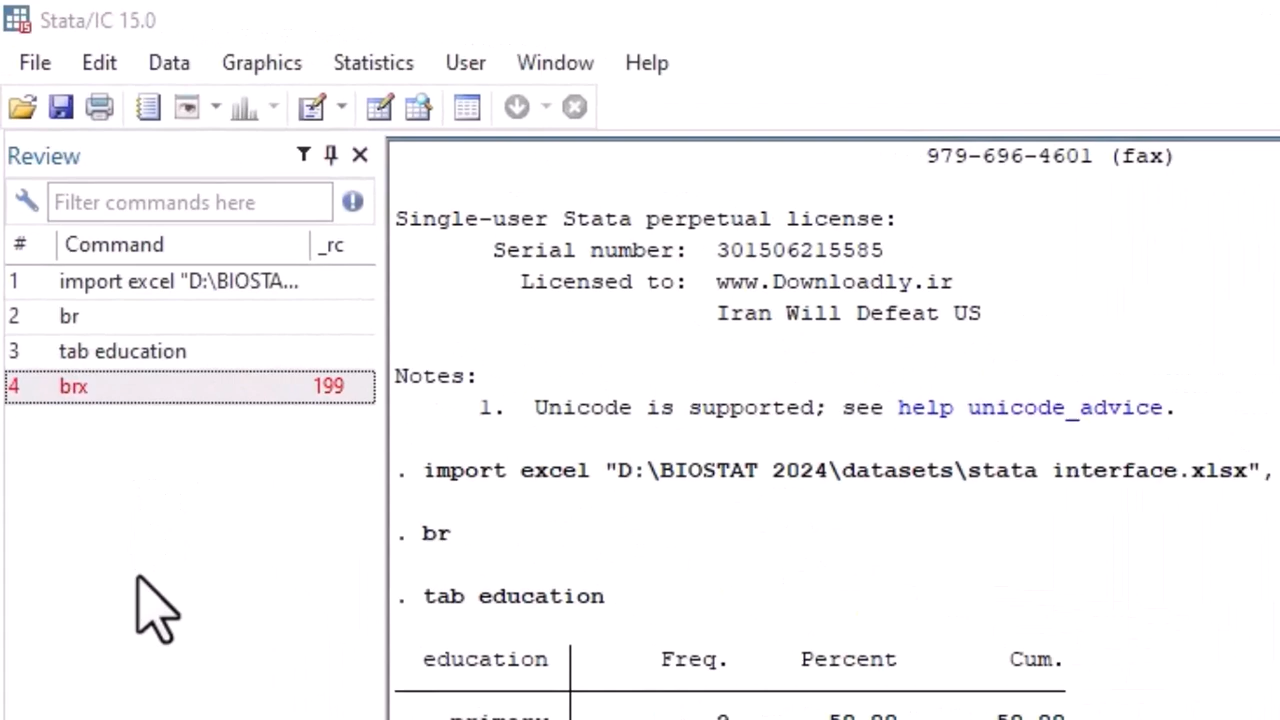 Stata/IC 15.0
File Edit Data Graphics Statistics User Window Help
Review
Filter commands here
# Command _rc
1 import excel "D:\BIOSTA...
2 br
3 tab education
4 brx 199
979-696-4601 (fax)
Single-user Stata perpetual license:
Serial number: 301506215585
Licensed to: www.Downloadly.ir
Iran Will Defeat US
Notes:
1. Unicode is supported; see help unicode_advice.
. import excel "D:\BIOSTAT 2024\datasets\stata interface.xlsx",
. br
. tab education
education Freq. Percent Cum.